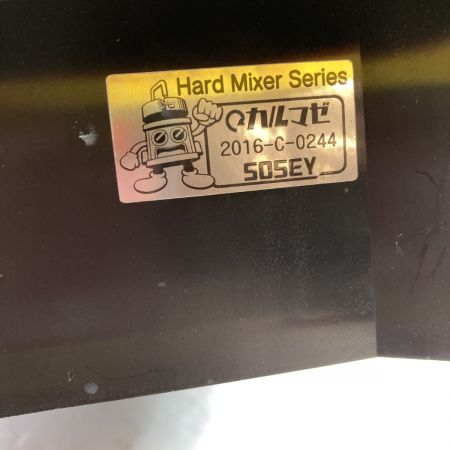 Hard Mixer Series
カルマゼ
2016-C-0244
SOSEY